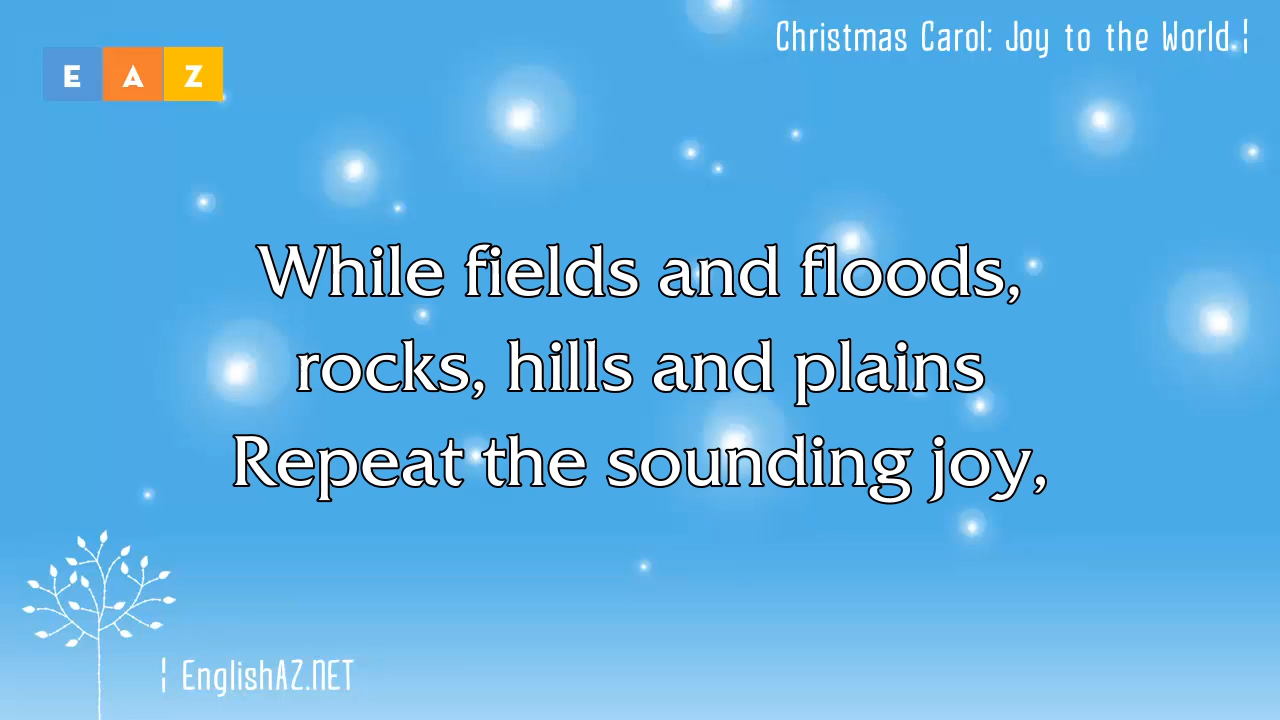 Christmas Carol: Joy to the World ¦
E A Z
While fields and floods,
rocks, hills and plains
Repeat the sounding joy,
¦ EnglishAZ.NET